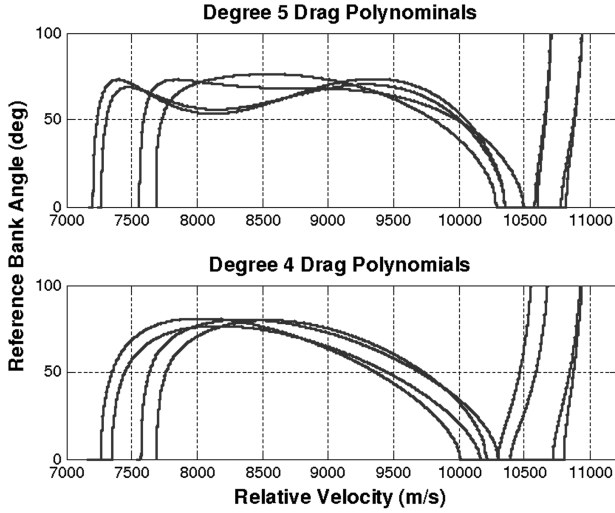 Degree 5 Drag Polynominals
100
50
0
7000 7500 8000 8500 9000 9500 10000 10500 11000
Reference Bank Angle (deg)
Degree 4 Drag Polynomials
100
50
0
7000 7500 8000 8500 9000 9500 10000 10500 11000
Relative Velocity (m/s)